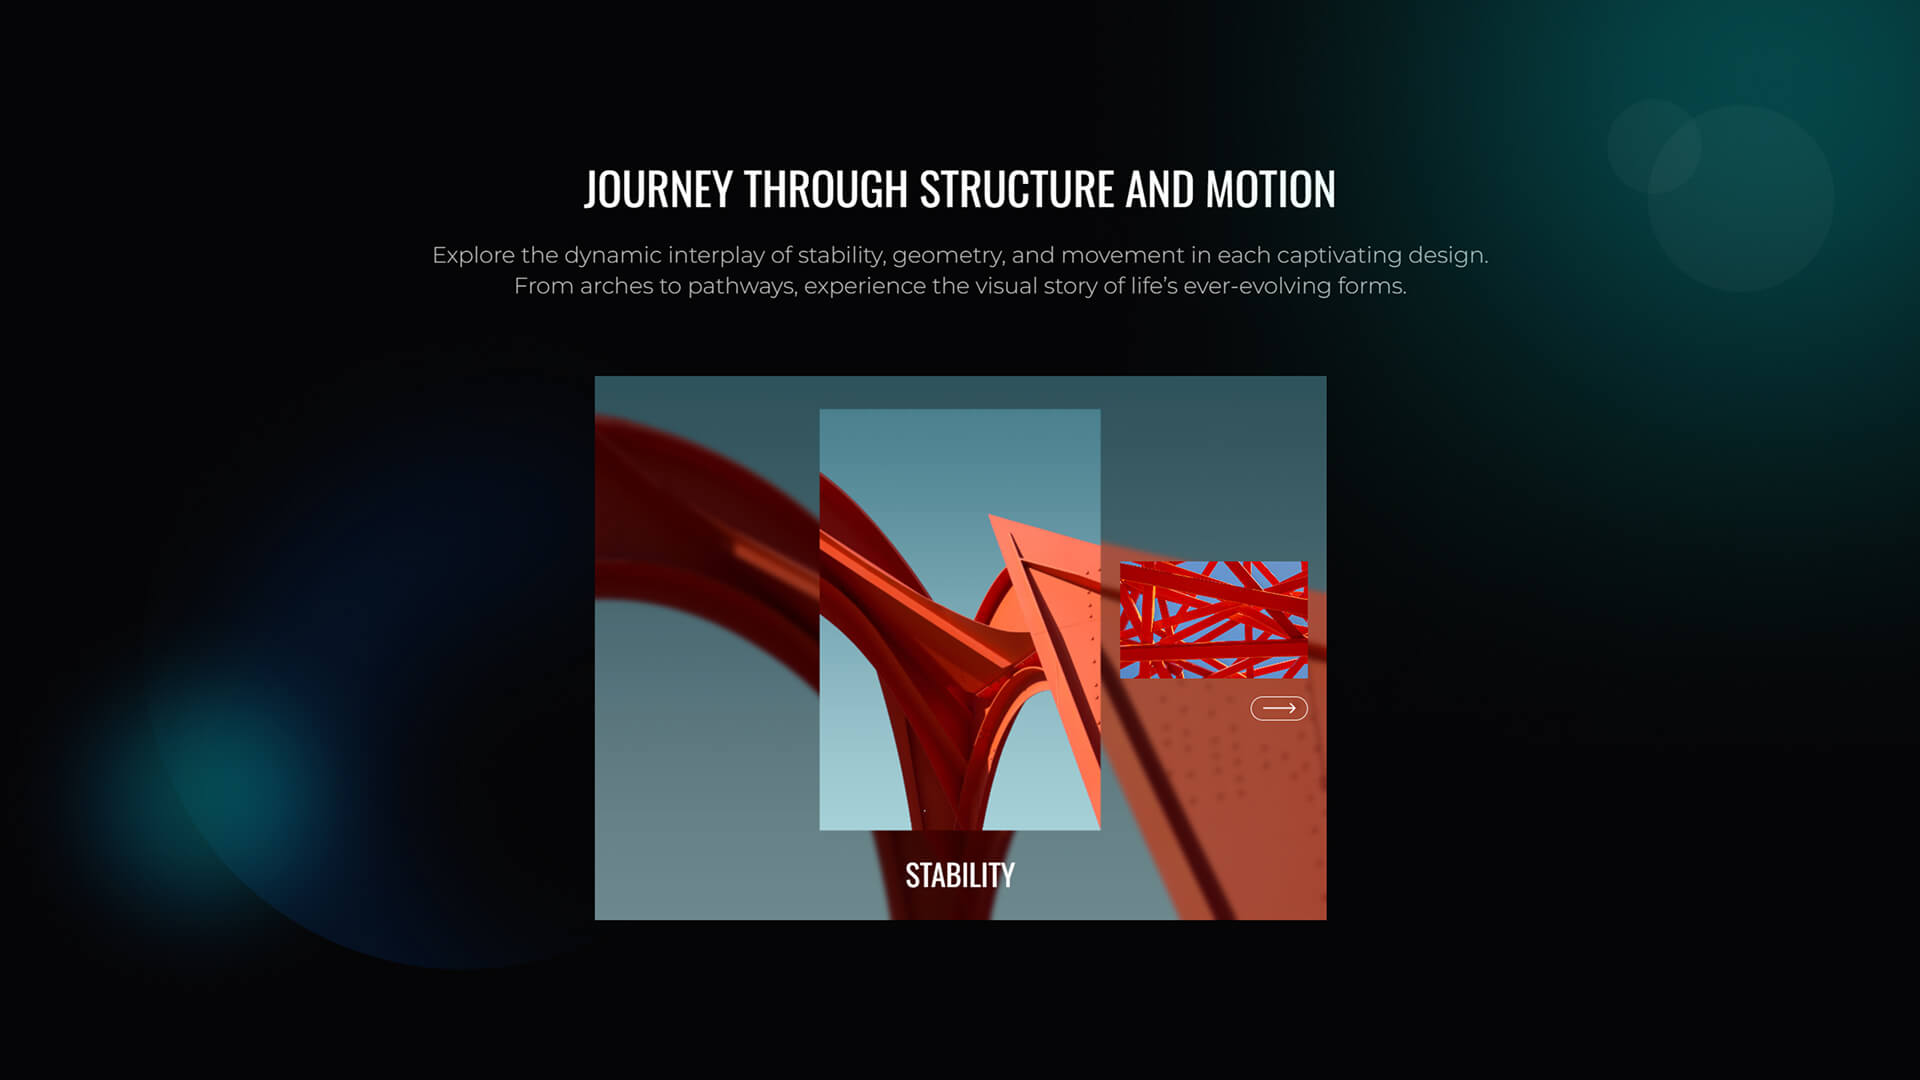 JOURNEY THROUGH STRUCTURE AND MOTION
Explore the dynamic interplay of stability, geometry, and movement in each captivating design.
From arches to pathways, experience the visual story of life’s ever-evolving forms.
STABILITY